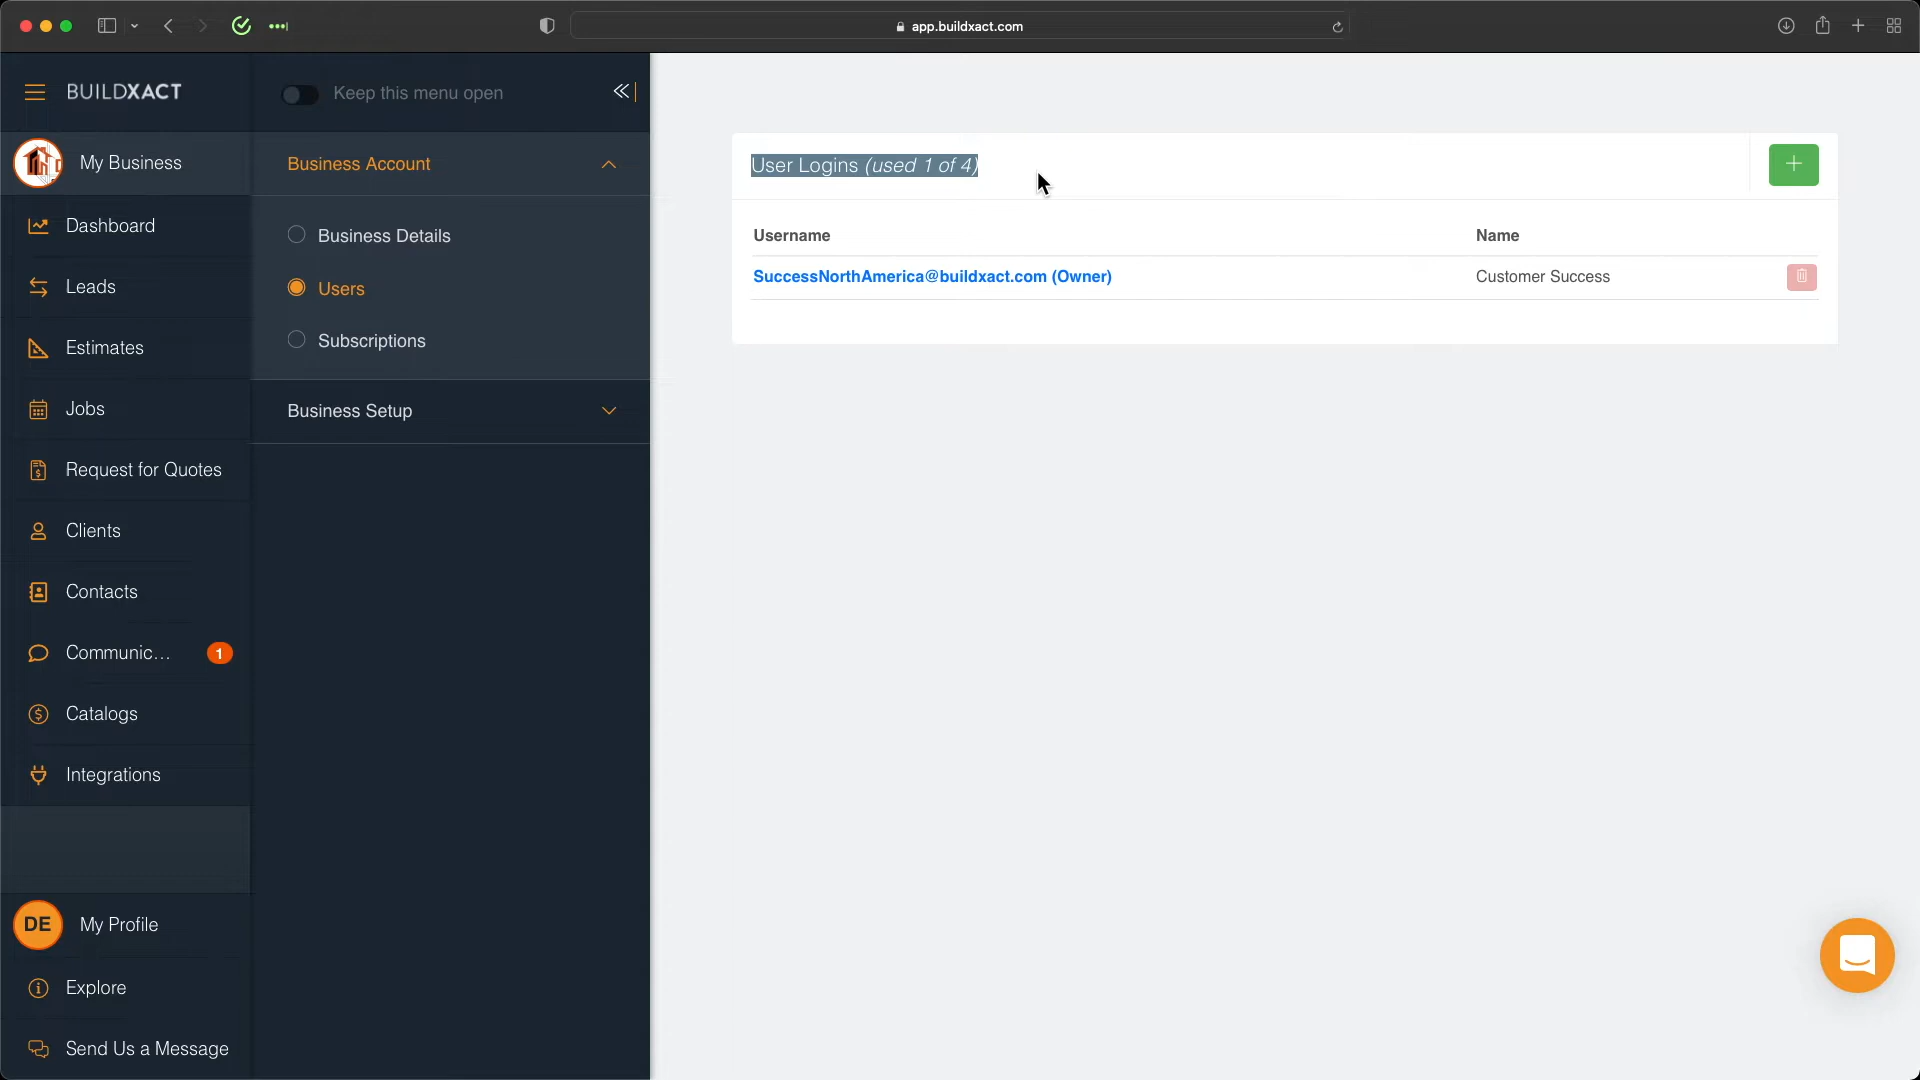 app.buildxact.com
BUILDXACT
Keep this menu open
My Business
Dashboard
Leads
Estimates
Jobs
Request for Quotes
Clients
Contacts
Communic...
1
Catalogs
Integrations
DE
My Profile
Explore
Send Us a Message
Business Account
Business Details
Users
Subscriptions
Business Setup
User Logins (used 1 of 4)
Username
Name
SuccessNorthAmerica@buildxact.com (Owner)
Customer Success